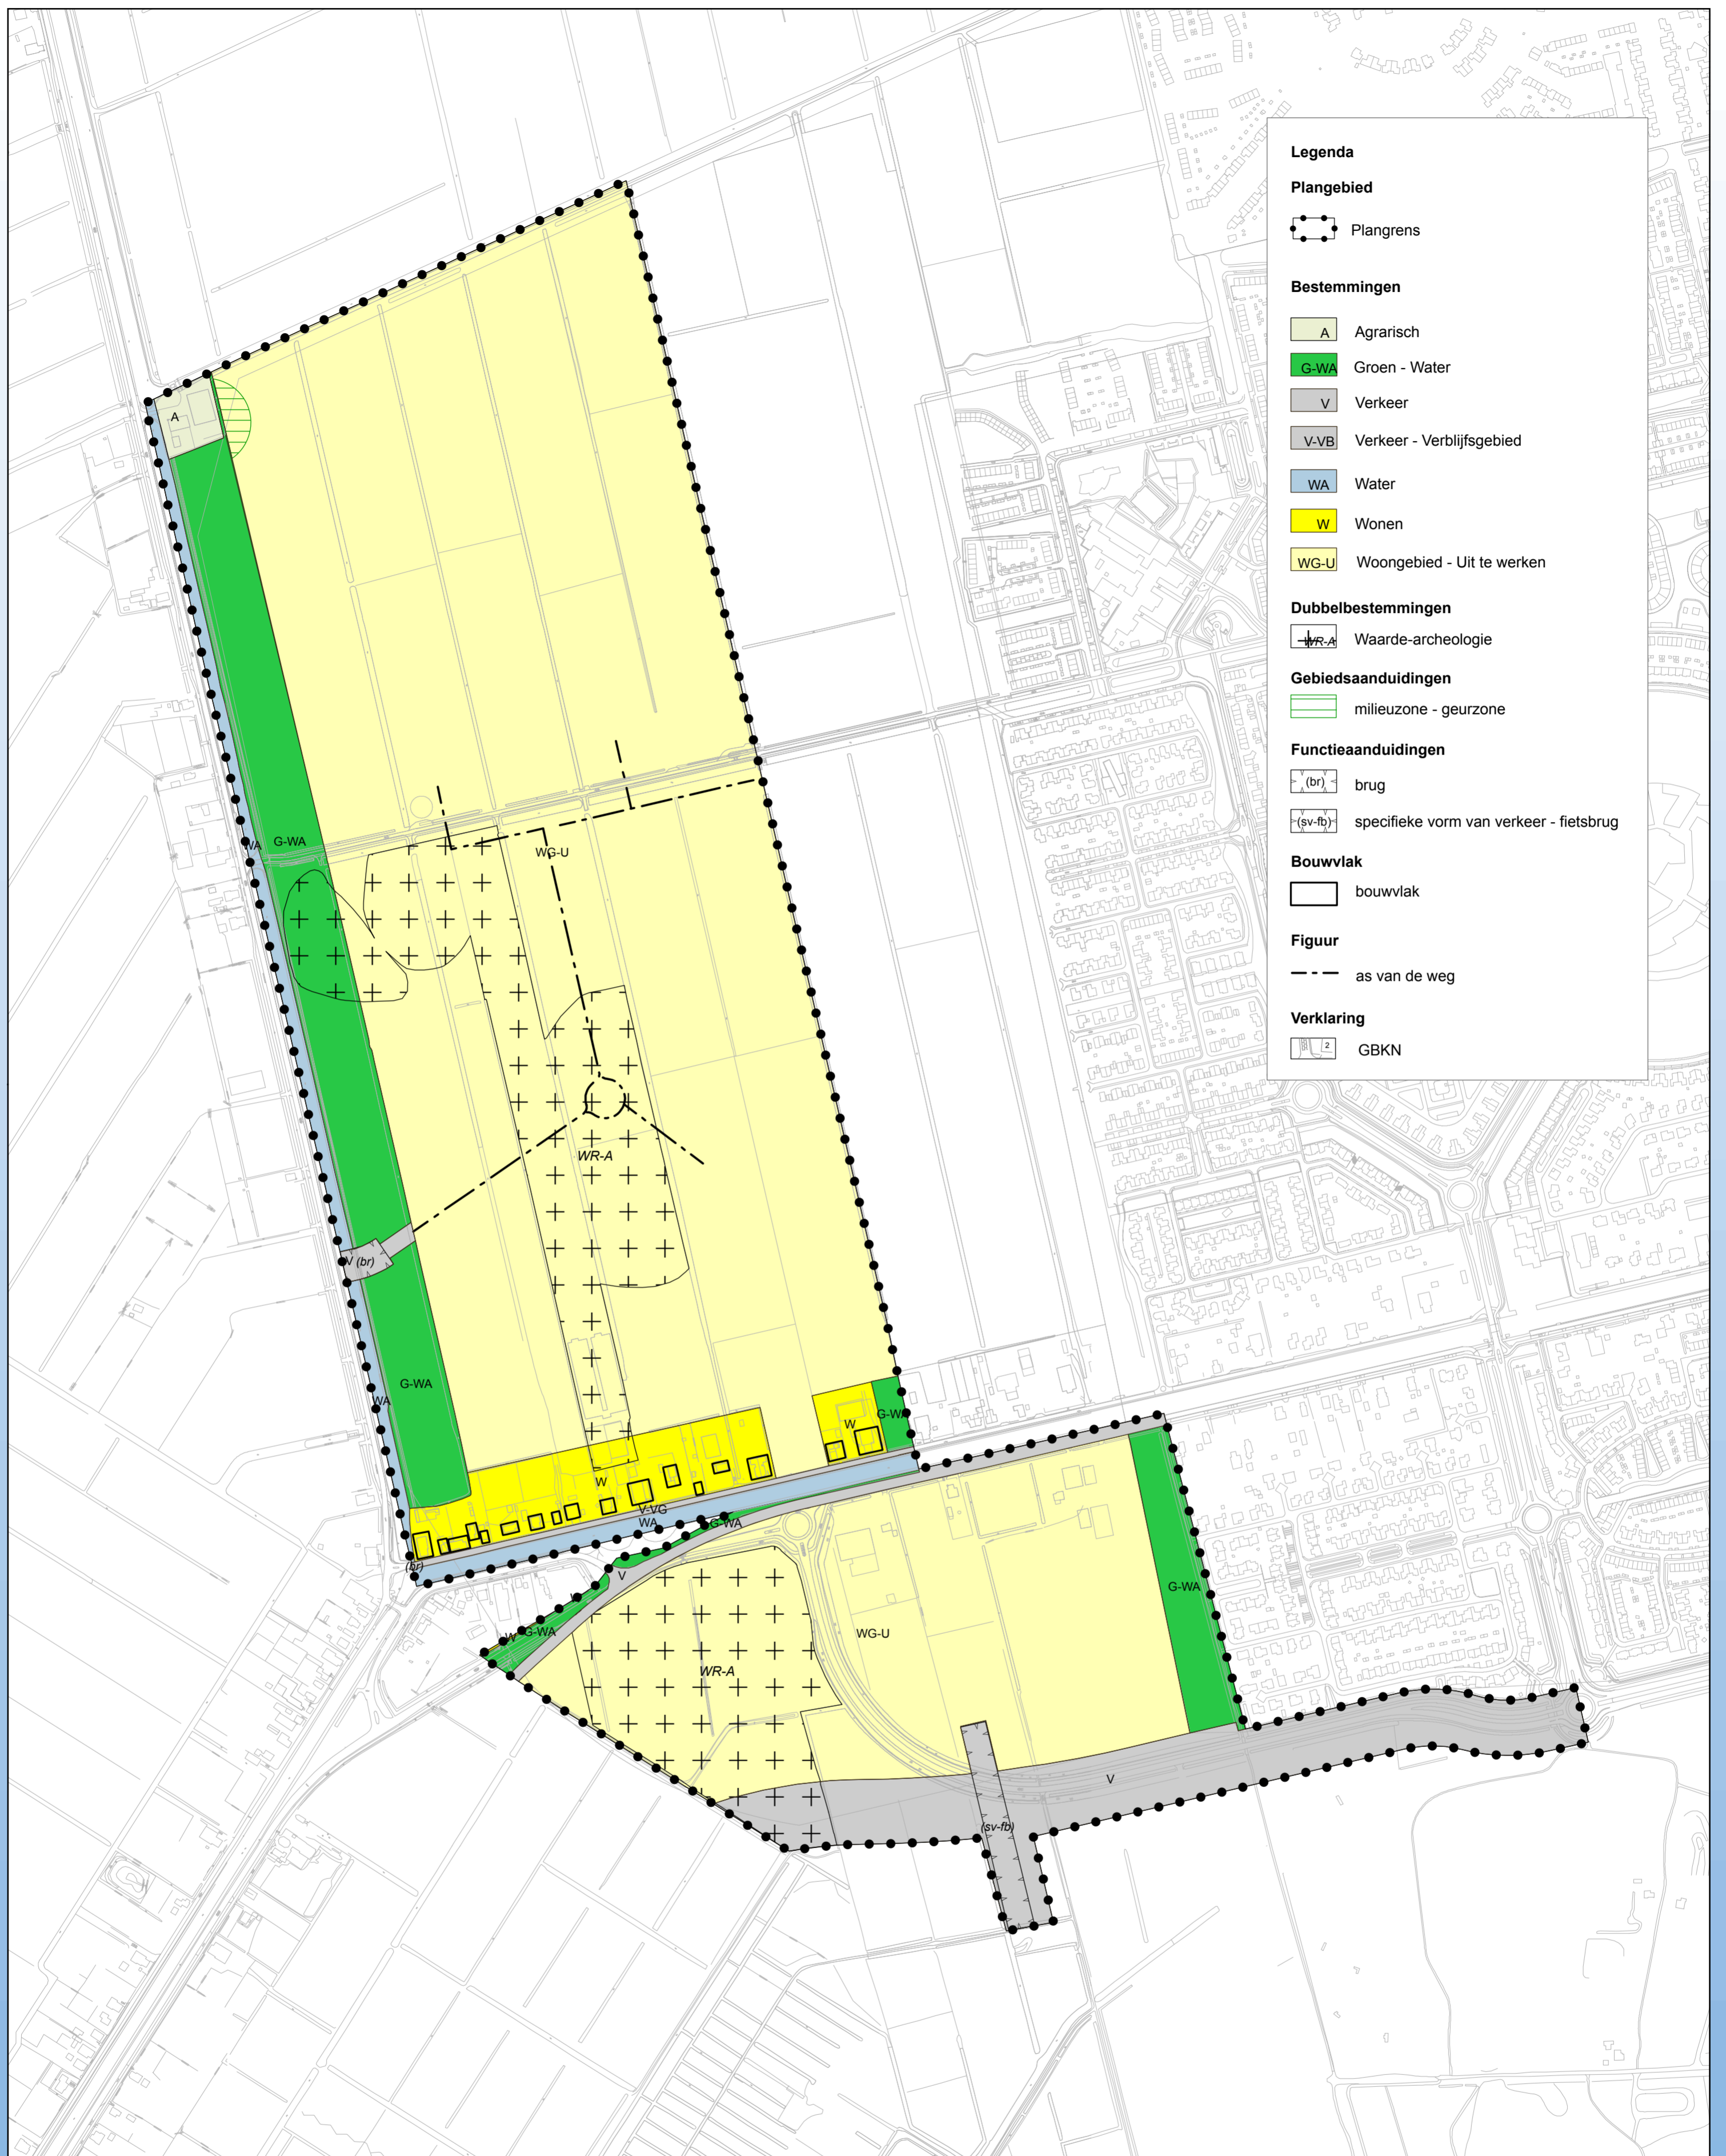 Legenda
Plangebied
Plangrens
Bestemmingen
A Agrarisch
G-WA Groen - Water
V Verkeer
V-VB Verkeer - Verblijfsgebied
WA Water
W Wonen
WG-U Woongebied - Uit te werken
Dubbelbestemmingen
WR-A Waarde-archeologie
Gebiedsaanduidingen
milieuzone - geurzone
Functieaanduidingen
(br) brug
(sv-fb) specifieke vorm van verkeer - fietsbrug
Bouwvlak
bouwvlak
Figuur
as van de weg
Verklaring
2 GBKN
A
WA
G-WA
WG-U
WR-A
V (br)
G-WA
WA
W
G-WA
W
V-VG
WA
G-WA
(br)
V
G-WA
W
G-WA
WG-U
WR-A
V
(sv-fb)